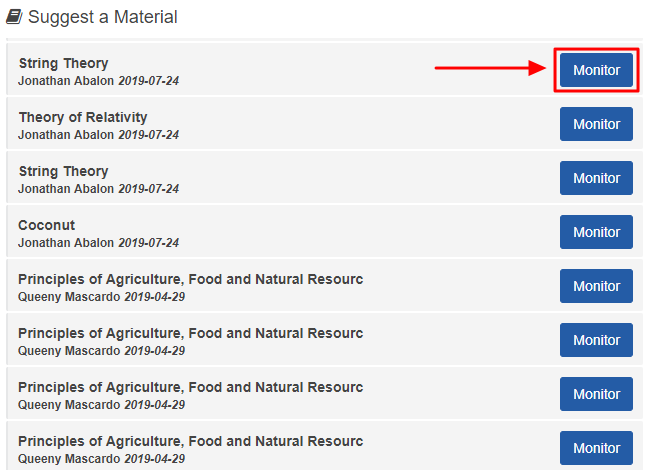 Suggest a Material
String Theory
Jonathan Abalon 2019-07-24
Monitor
Theory of Relativity
Jonathan Abalon 2019-07-24
Monitor
String Theory
Jonathan Abalon 2019-07-24
Monitor
Coconut
Jonathan Abalon 2019-07-24
Monitor
Principles of Agriculture, Food and Natural Resourc
Queeny Mascardo 2019-04-29
Monitor
Principles of Agriculture, Food and Natural Resourc
Queeny Mascardo 2019-04-29
Monitor
Principles of Agriculture, Food and Natural Resourc
Queeny Mascardo 2019-04-29
Monitor
Principles of Agriculture, Food and Natural Resourc
Queeny Mascardo 2019-04-29
Monitor